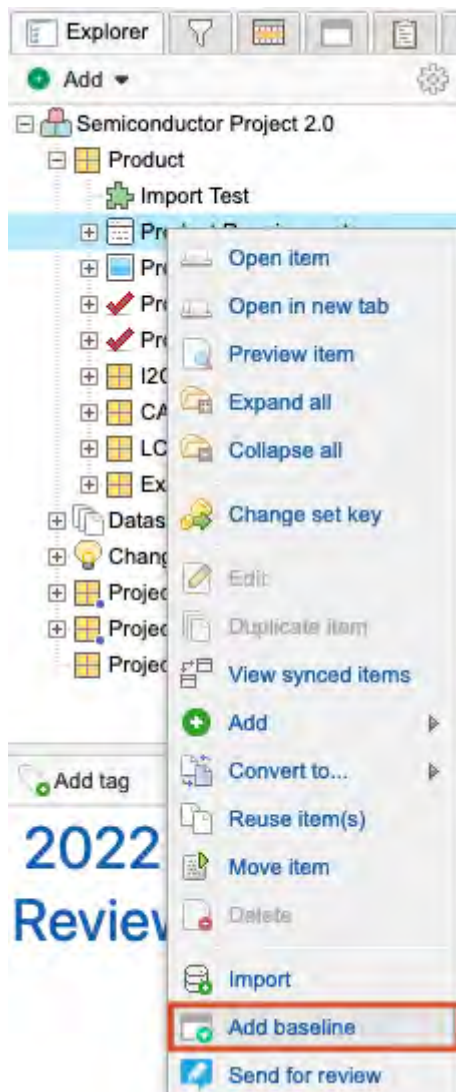 Explorer
Add
Semiconductor Project 2.0
Product
Import Test
Open item
Open in new tab
Preview item
Expand all
Collapse all
Change set key
Edit
Duplicate item
View synced items
Add
Convert to...
Reuse item(s)
Move item
Delete
Import
Add baseline
Send for review
Add tag
2022